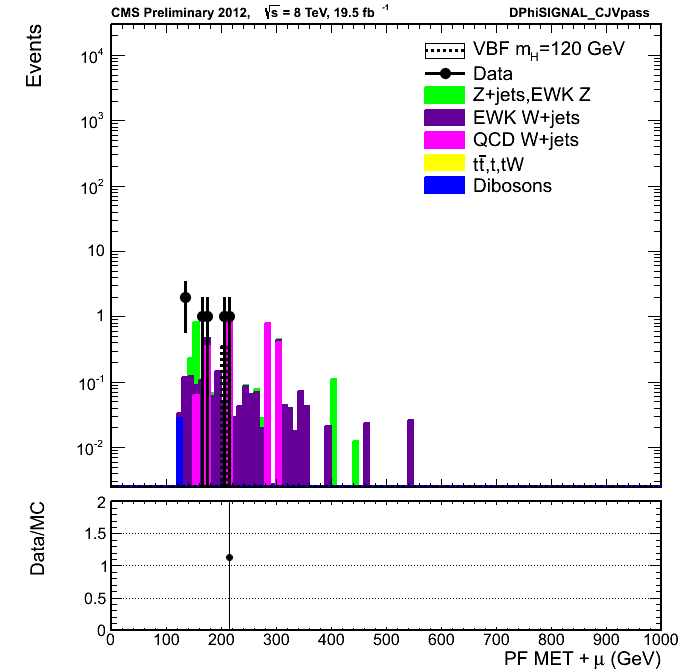 CMS Preliminary 2012, √s = 8 TeV, 19.5 fb⁻¹ DPhiSIGNAL_CJVpass
Events
VBF m_H=120 GeV
Data
Z+jets,EWK Z
EWK W+jets
QCD W+jets
tt̄,t,tW
Dibosons
10⁴
10³
10²
10
1
10⁻¹
10⁻²
Data/MC
2
1.5
1
0.5
0
0 100 200 300 400 500 600 700 800 900 1000
PF MET + μ (GeV)